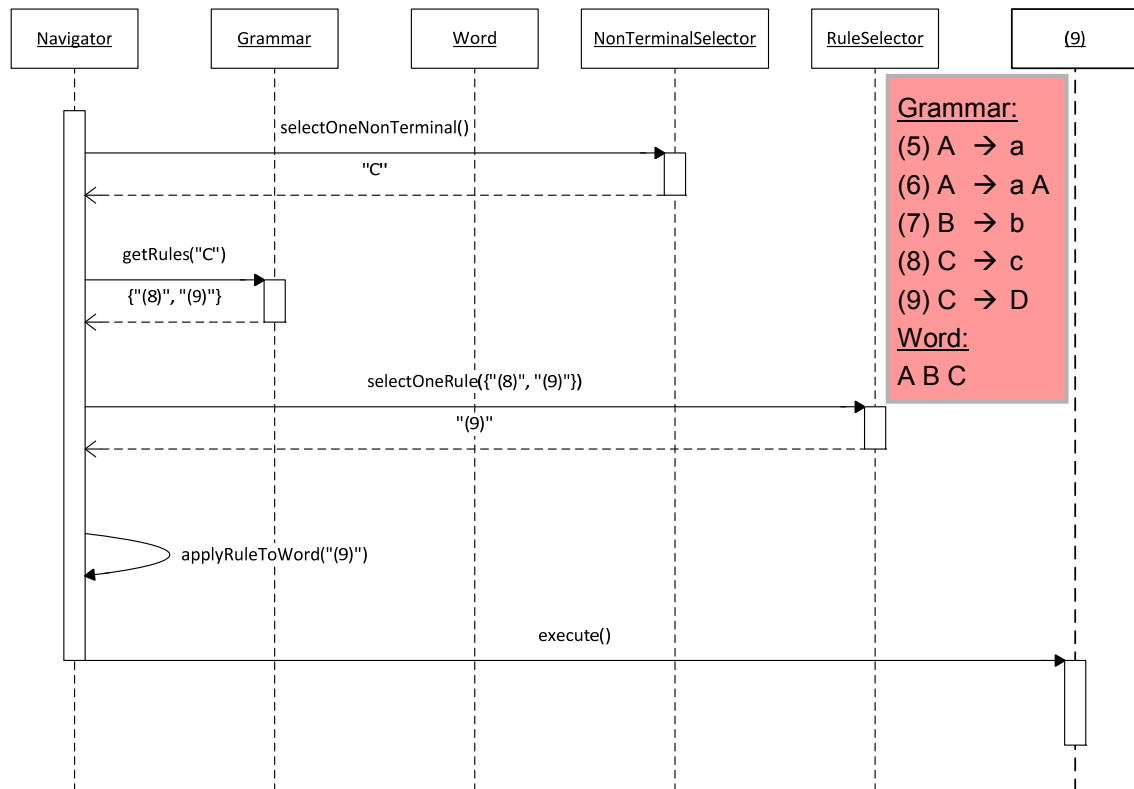 Navigator
Grammar
Word
NonTerminalSelector
RuleSelector
(9)
Grammar:
(5) A → a
(6) A → a A
(7) B → b
(8) C → c
(9) C → D
Word:
A B C
selectOneNonTerminal()
"C"
getRules("C")
{"(8)", "(9)"}
selectOneRule({"(8)", "(9)"})
"(9)"
applyRuleToWord("(9)")
execute()